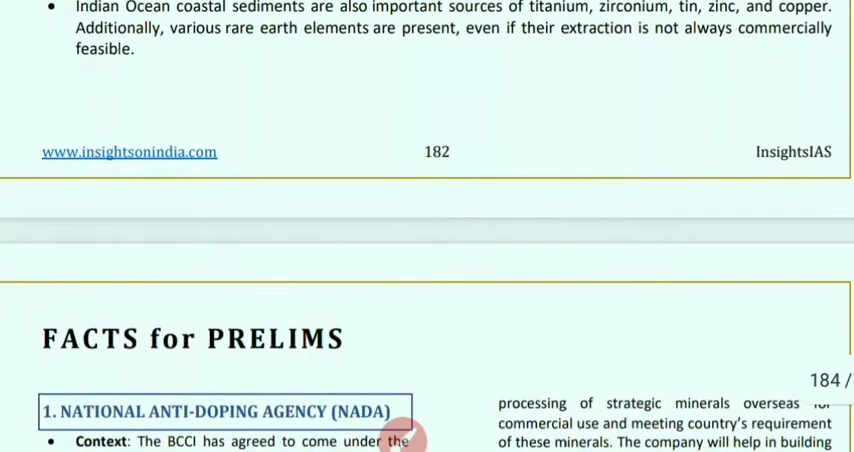 • Indian Ocean coastal sediments are also important sources of titanium, zirconium, tin, zinc, and copper.
Additionally, various rare earth elements are present, even if their extraction is not always commercially
feasible.
www.insightsonindia.com 182 InsightsIAS
FACTS for PRELIMS
184 /
1. NATIONAL ANTI-DOPING AGENCY (NADA)
• Context: The BCCI has agreed to come under the
processing of strategic minerals overseas
commercial use and meeting country's requirement
of these minerals. The company will help in building